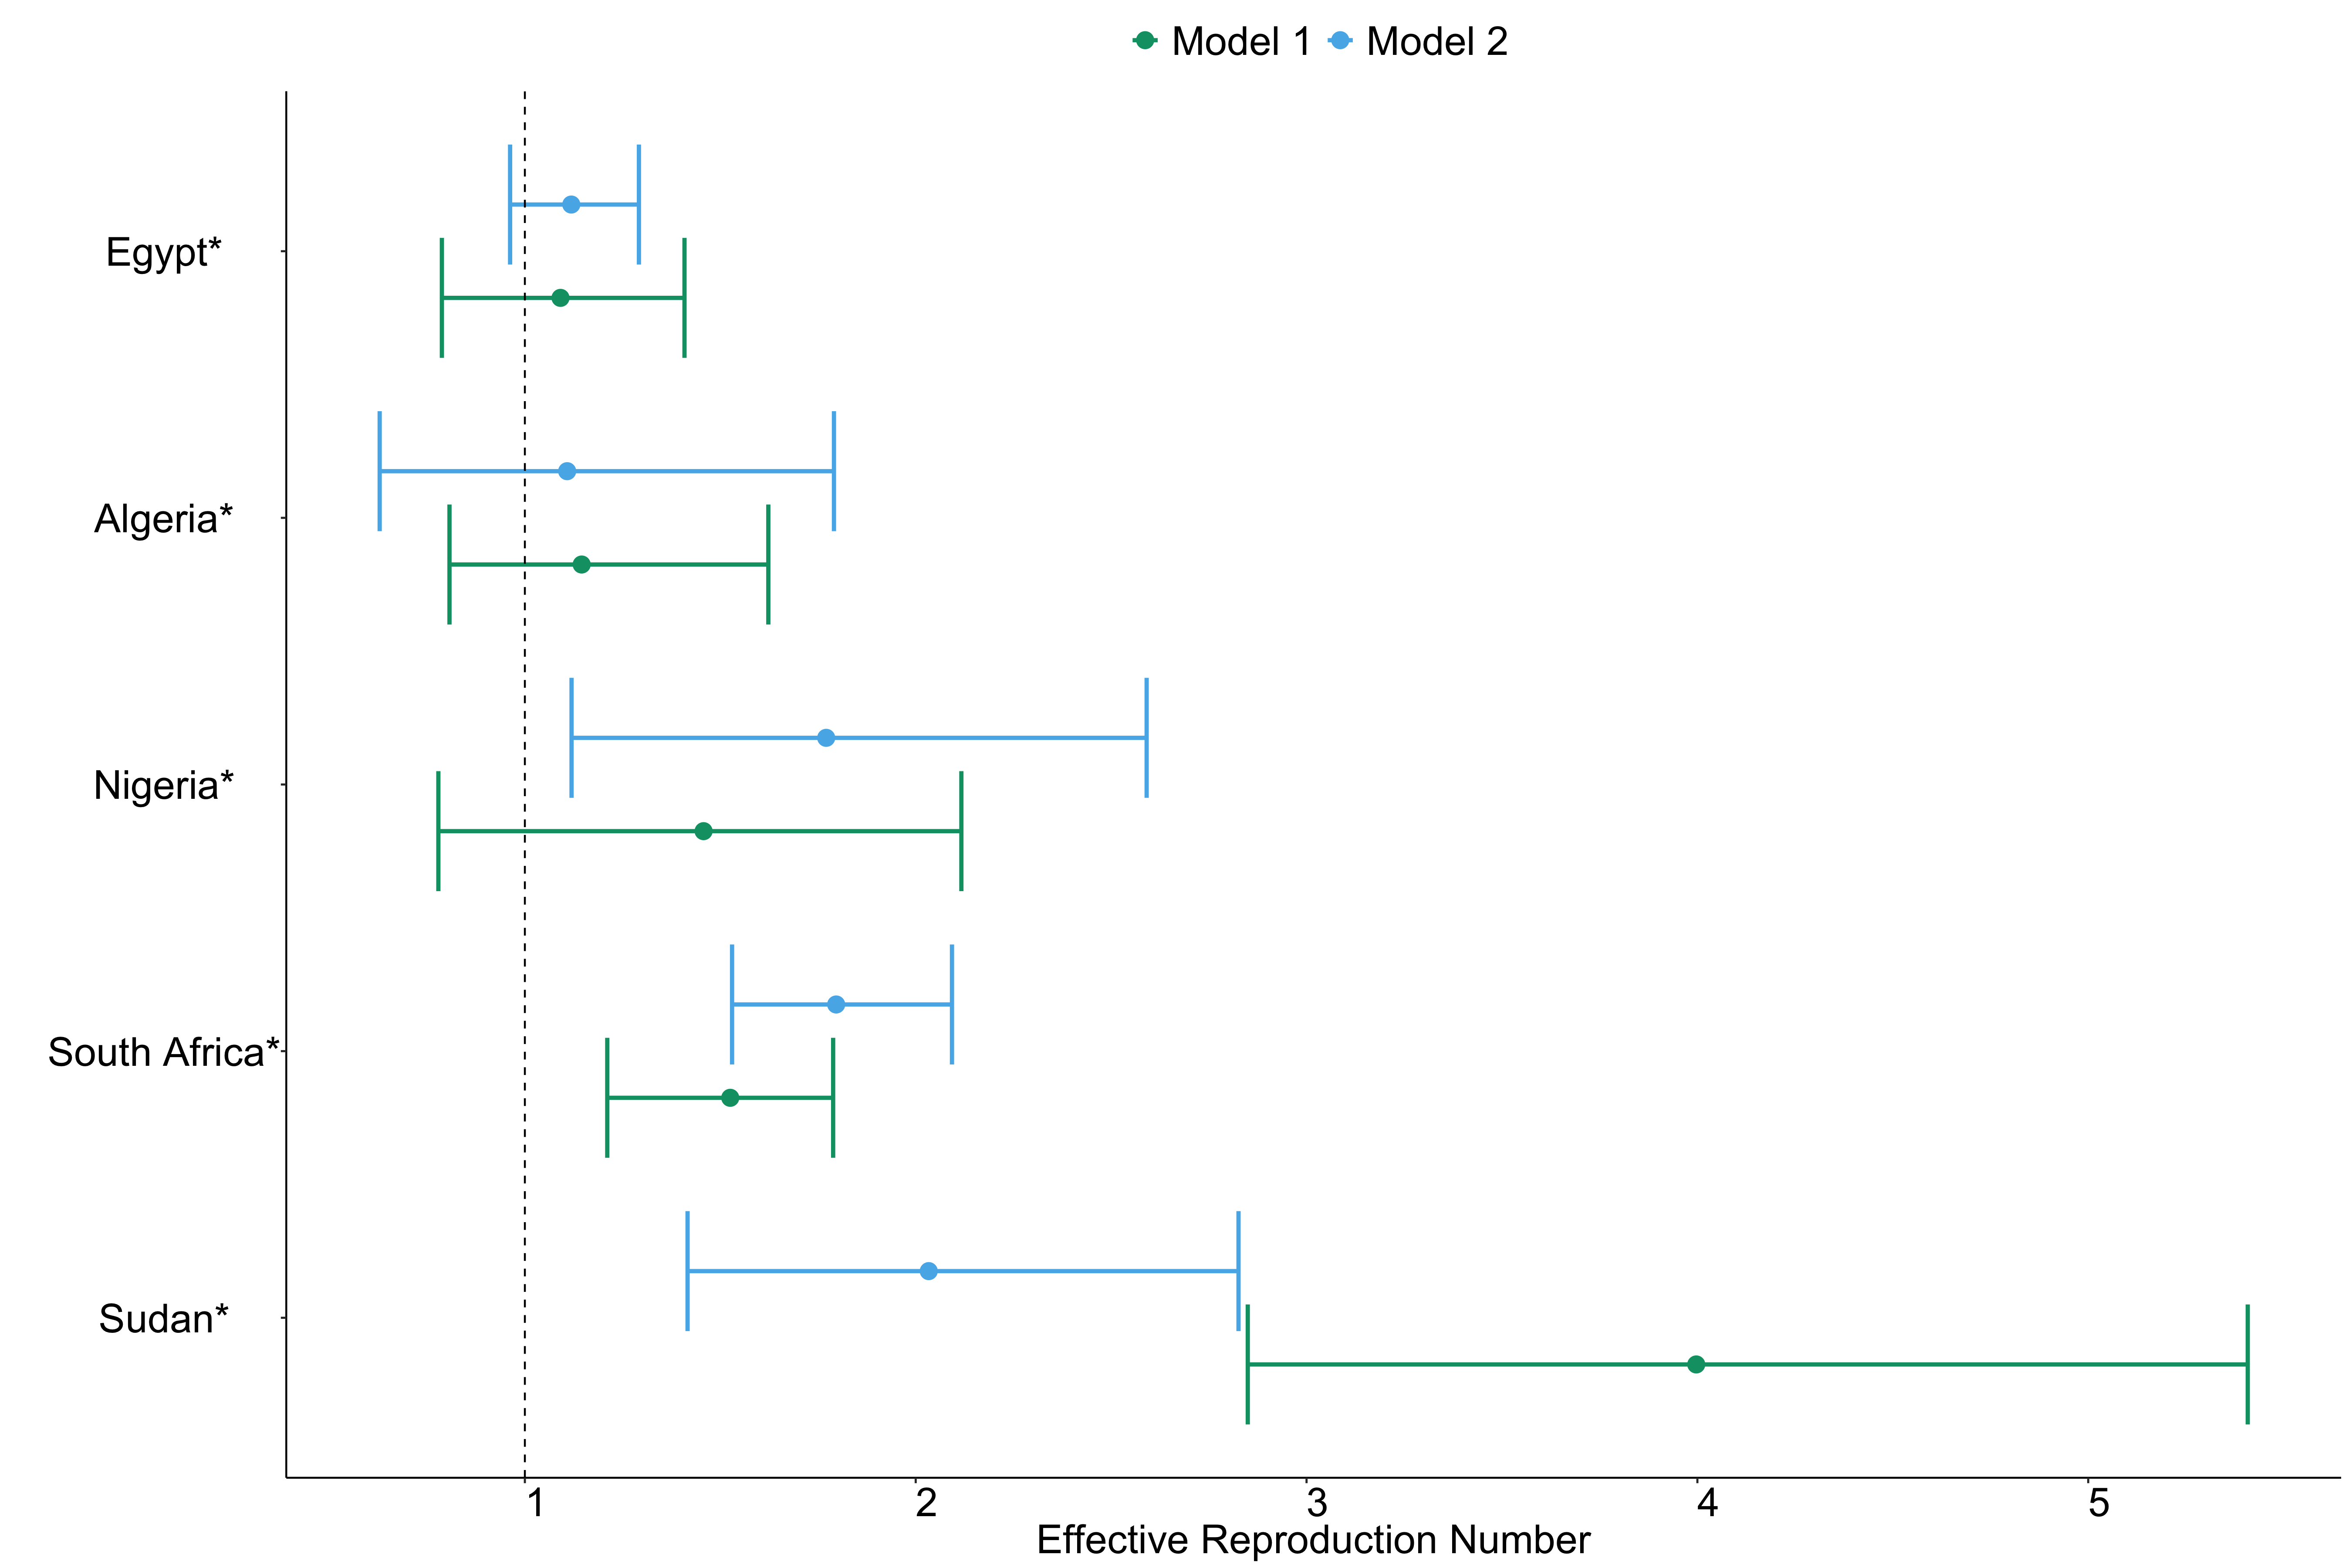 Model 1 Model 2
Egypt*
Algeria*
Nigeria*
South Africa*
Sudan*
1 2 3 4 5
Effective Reproduction Number